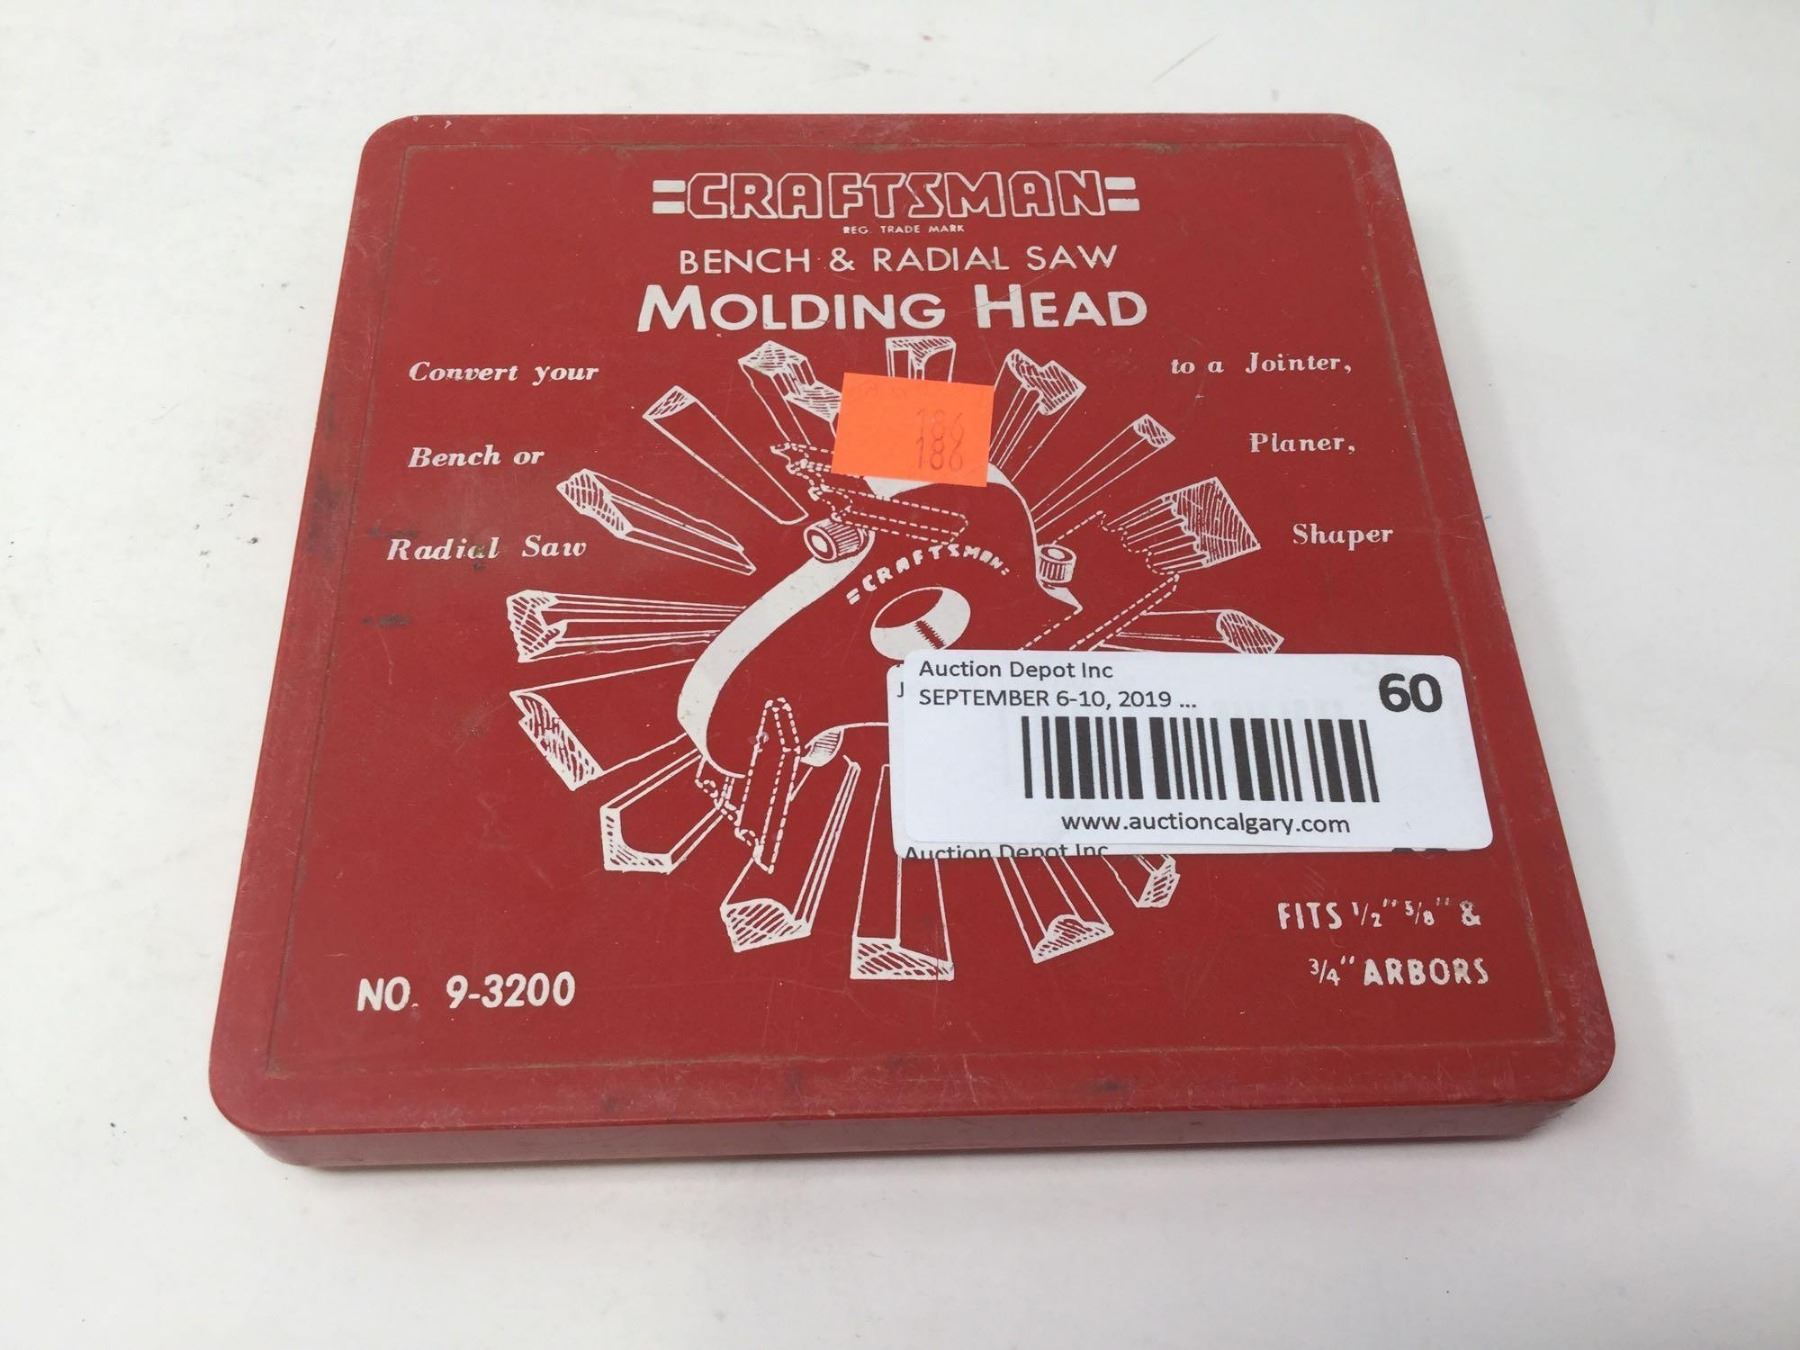 CRAFTSMAN
REG. TRADE MARK
BENCH & RADIAL SAW
MOLDING HEAD
Convert your
to a Jointer,
Bench or
Planer,
Radial Saw
Shaper
186
186
CRAFTSMAN
Auction Depot Inc
SEPTEMBER 6-10, 2019 ...
60
www.auctioncalgary.com
Auction Depot Inc
FITS 1/2" 5/8" &
3/4" ARBORS
NO. 9-3200